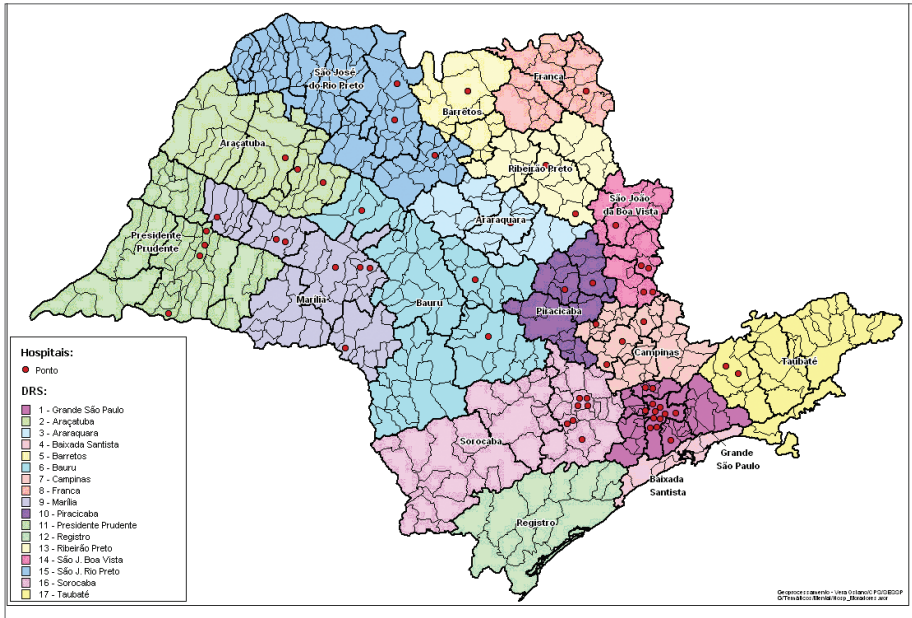 São José
do Rio Preto
Franca
Barretos
Araçatuba
Ribeirão Preto
São João
da Boa Vista
Araraquara
Presidente
Prudente
Marília
Bauru
Piracicaba
Campinas
Taubaté
Sorocaba
Grande
São Paulo
Baixada
Santista
Registro
Hospitais:
Ponto
DRS:
1 - Grande São Paulo
2 - Araçatuba
3 - Araraquara
4 - Baixada Santista
5 - Barretos
6 - Bauru
7 - Campinas
8 - Franca
9 - Marília
10 - Piracicaba
11 - Presidente Prudente
12 - Registro
13 - Ribeirão Preto
14 - São J. Boa Vista
15 - São J. Rio Preto
16 - Sorocaba
17 - Taubaté
Geoprocessamento - Vera